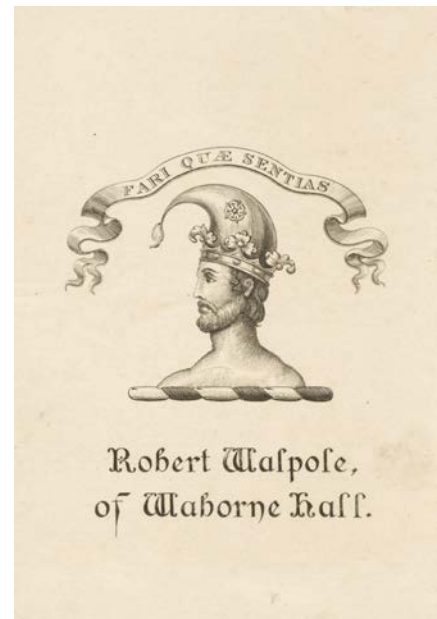 FARI QUÆ SENTIAS
Robert Walpole,
of Waborne Hall.